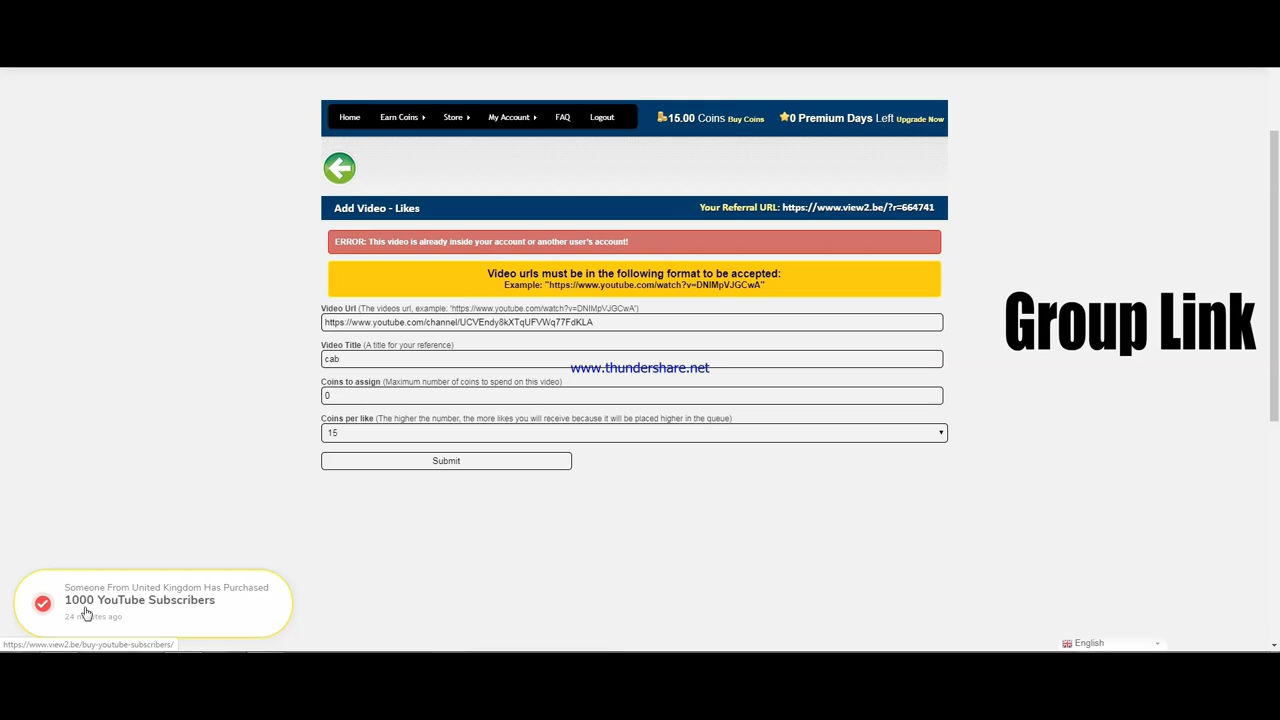 Home Earn Coins Store My Account FAQ Logout 15.00 Coins Buy Coins 0 Premium Days Left Upgrade Now
Add Video - Likes Your Referral URL: https://www.view2.be/?r=664741
ERROR: This video is already inside your account or another user's account!
Video urls must be in the following format to be accepted:
Example: "https://www.youtube.com/watch?v=DNIMpVJGCwA"
Video Url (The videos url, example: 'https://www.youtube.com/watch?v=DNIMpVJGCwA')
https://www.youtube.com/channel/UCVEndy8kXTqUFVWq77FdKLA
Group Link
Video Title (A title for your reference)
cab
www.thundershare.net
Coins to assign (Maximum number of coins to spend on this video)
0
Coins per like (The higher the number, the more likes you will receive because it will be placed higher in the queue)
15
Submit
Someone From United Kingdom Has Purchased
1000 YouTube Subscribers
24 minutes ago
https://www.view2.be/buy-youtube-subscribers/
English